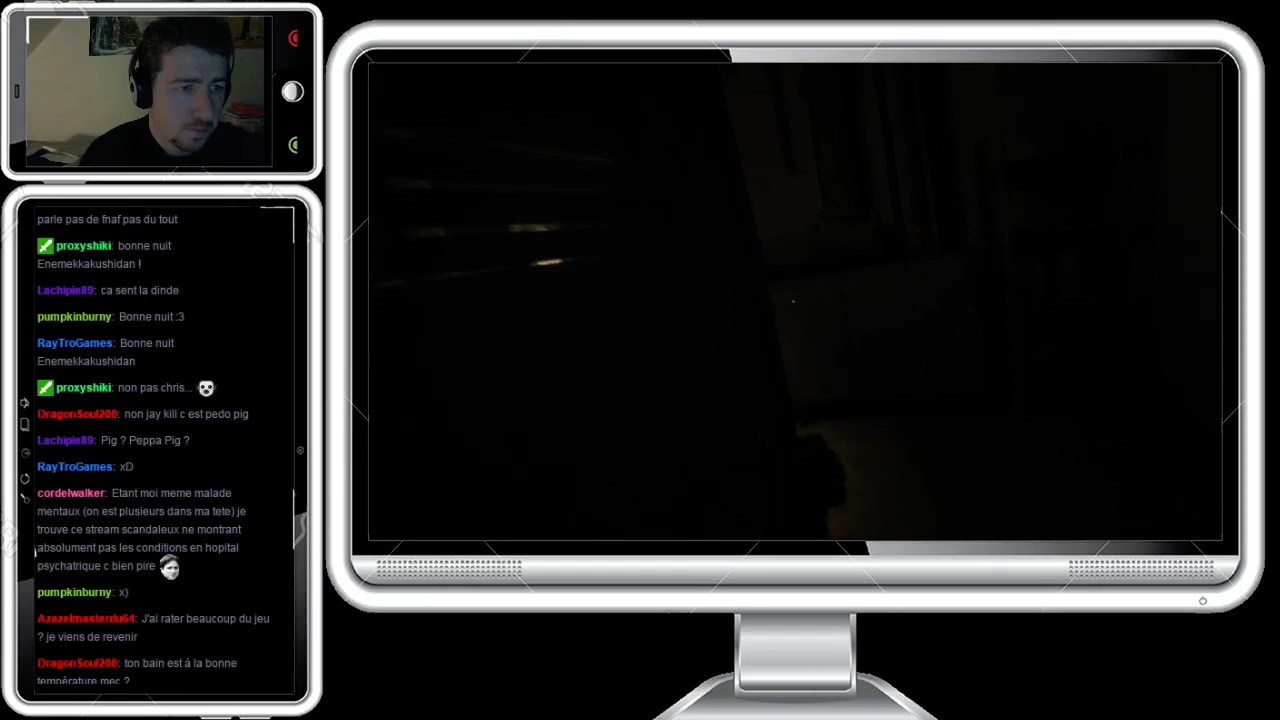 parle pas de fnaf pas du tout
proxyshiki: bonne nuit
Enemekkakushidan !
Lachipie89: ca sent la dinde
pumpkinburny: Bonne nuit :3
RayTroGames: Bonne nuit
Enemekkakushidan
proxyshiki: non pas chris...
DragonSoul200: non jay kill c est pedo pig
Lachipie89: Pig ? Peppa Pig ?
RayTroGames: xD
cordelwalker: Etant moi meme malade
mentaux (on est plusieurs dans ma tete) je
trouve ce stream scandaleux ne montrant
absolument pas les conditions en hopital
psychatrique c bien pire
pumpkinburny: x)
Azazelmasterdu64: J'ai rater beaucoup du jeu
? je viens de revenir
DragonSoul200: ton bain est à la bonne
température mec ?